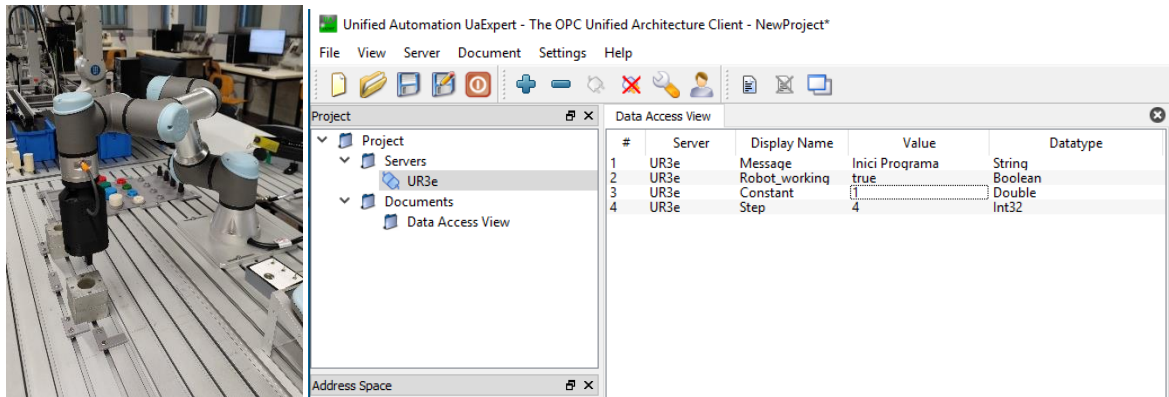 Unified Automation UaExpert - The OPC Unified Architecture Client - NewProject*
File View Server Document Settings Help
Project
Project
Servers
UR3e
Documents
Data Access View
Address Space
Data Access View
# Server Display Name Value Datatype
1 UR3e Message Inici Programa String
2 UR3e Robot_working true Boolean
3 UR3e Constant 1 Double
4 UR3e Step 4 Int32